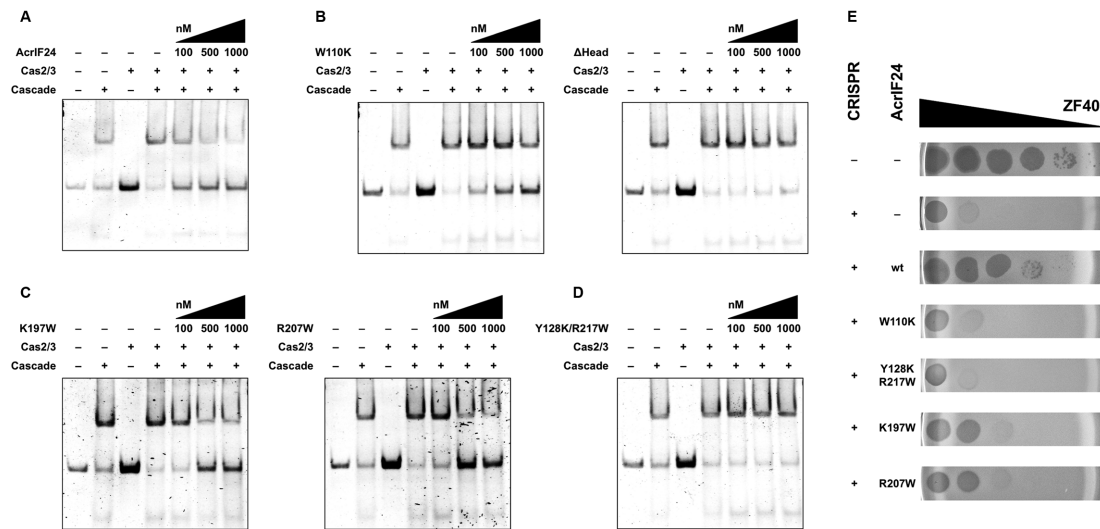 A
nM
AcrIF24 – – – – 100 500 1000
Cas2/3 – – + + + + +
Cascade – + – + + + +
B
nM
W110K – – – – 100 500 1000
Cas2/3 – – + + + + +
Cascade – + – + + + +
nM
ΔHead – – – – 100 500 1000
Cas2/3 – – + + + + +
Cascade – + – + + + +
C
nM
K197W – – – – 100 500 1000
Cas2/3 – – + + + + +
Cascade – + – + + + +
nM
R207W – – – – 100 500 1000
Cas2/3 – – + + + + +
Cascade – + – + + + +
D
nM
Y128K/R217W – – – – 100 500 1000
Cas2/3 – – + + + + +
Cascade – + – + + + +
E
CRISPR
AcrIF24
ZF40
– –
+ –
+ wt
+ W110K
+ Y128K
R217W
+ K197W
+ R207W